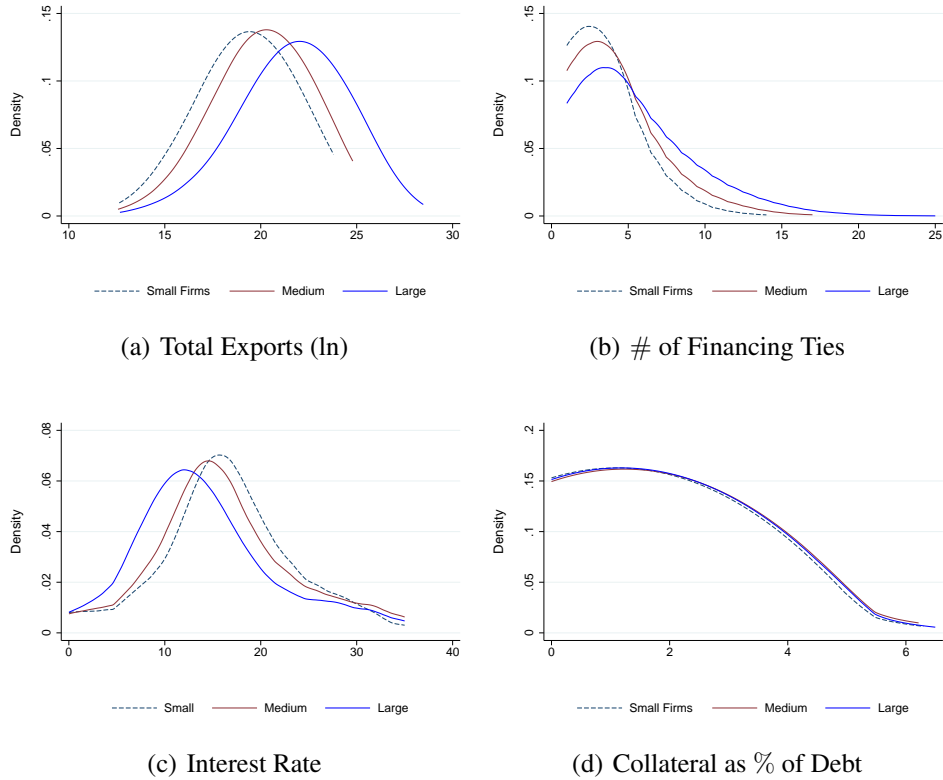 Density
0 .05 .1 .15
10 15 20 25 30
Small Firms Medium Large
(a) Total Exports (ln)
Density
0 .05 .1 .15
0 5 10 15 20 25
Small Firms Medium Large
(b) # of Financing Ties
Density
0 .02 .04 .06 .08
0 10 20 30 40
Small Medium Large
(c) Interest Rate
Density
0 .05 .1 .15 .2
0 2 4 6
Small Firms Medium Large
(d) Collateral as % of Debt